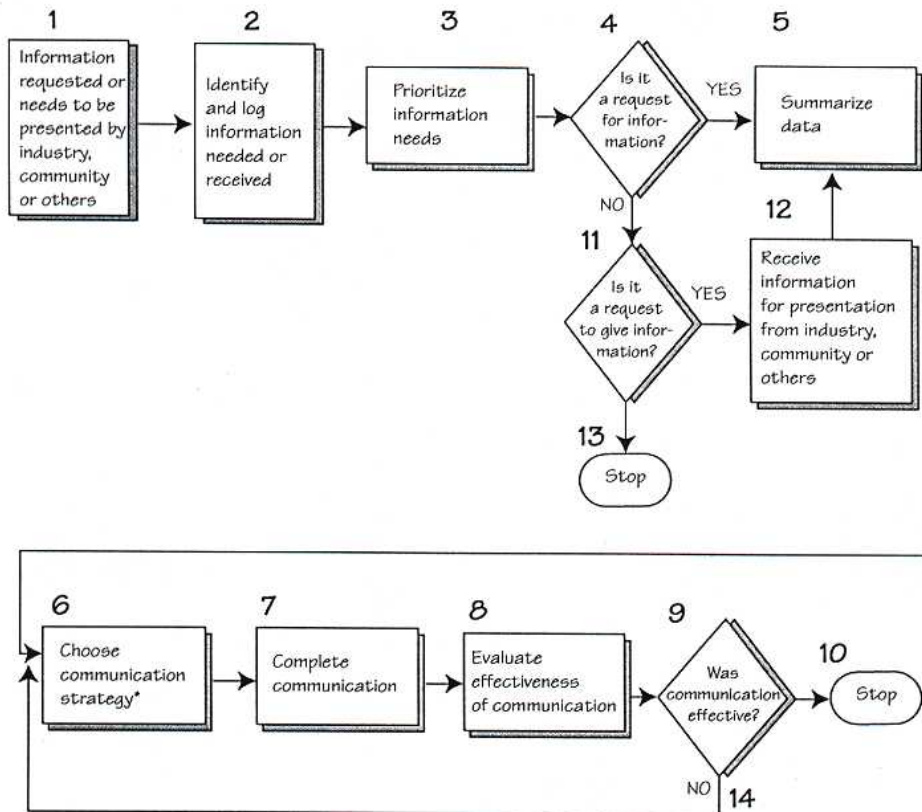 1
Information
requested or
needs to be
presented by
industry,
community
or others
2
Identify
and log
information
needed or
received
3
Prioritize
information
needs
4
Is it
a request
for infor-
mation?
YES
NO
5
Summarize
data
11
Is it
a request
to give infor-
mation?
YES
12
Receive
information
for presentation
from industry,
community or
others
13
Stop
6
Choose
communication
strategy*
7
Complete
communication
8
Evaluate
effectiveness
of communication
9
Was
communication
effective?
10
Stop
NO
14